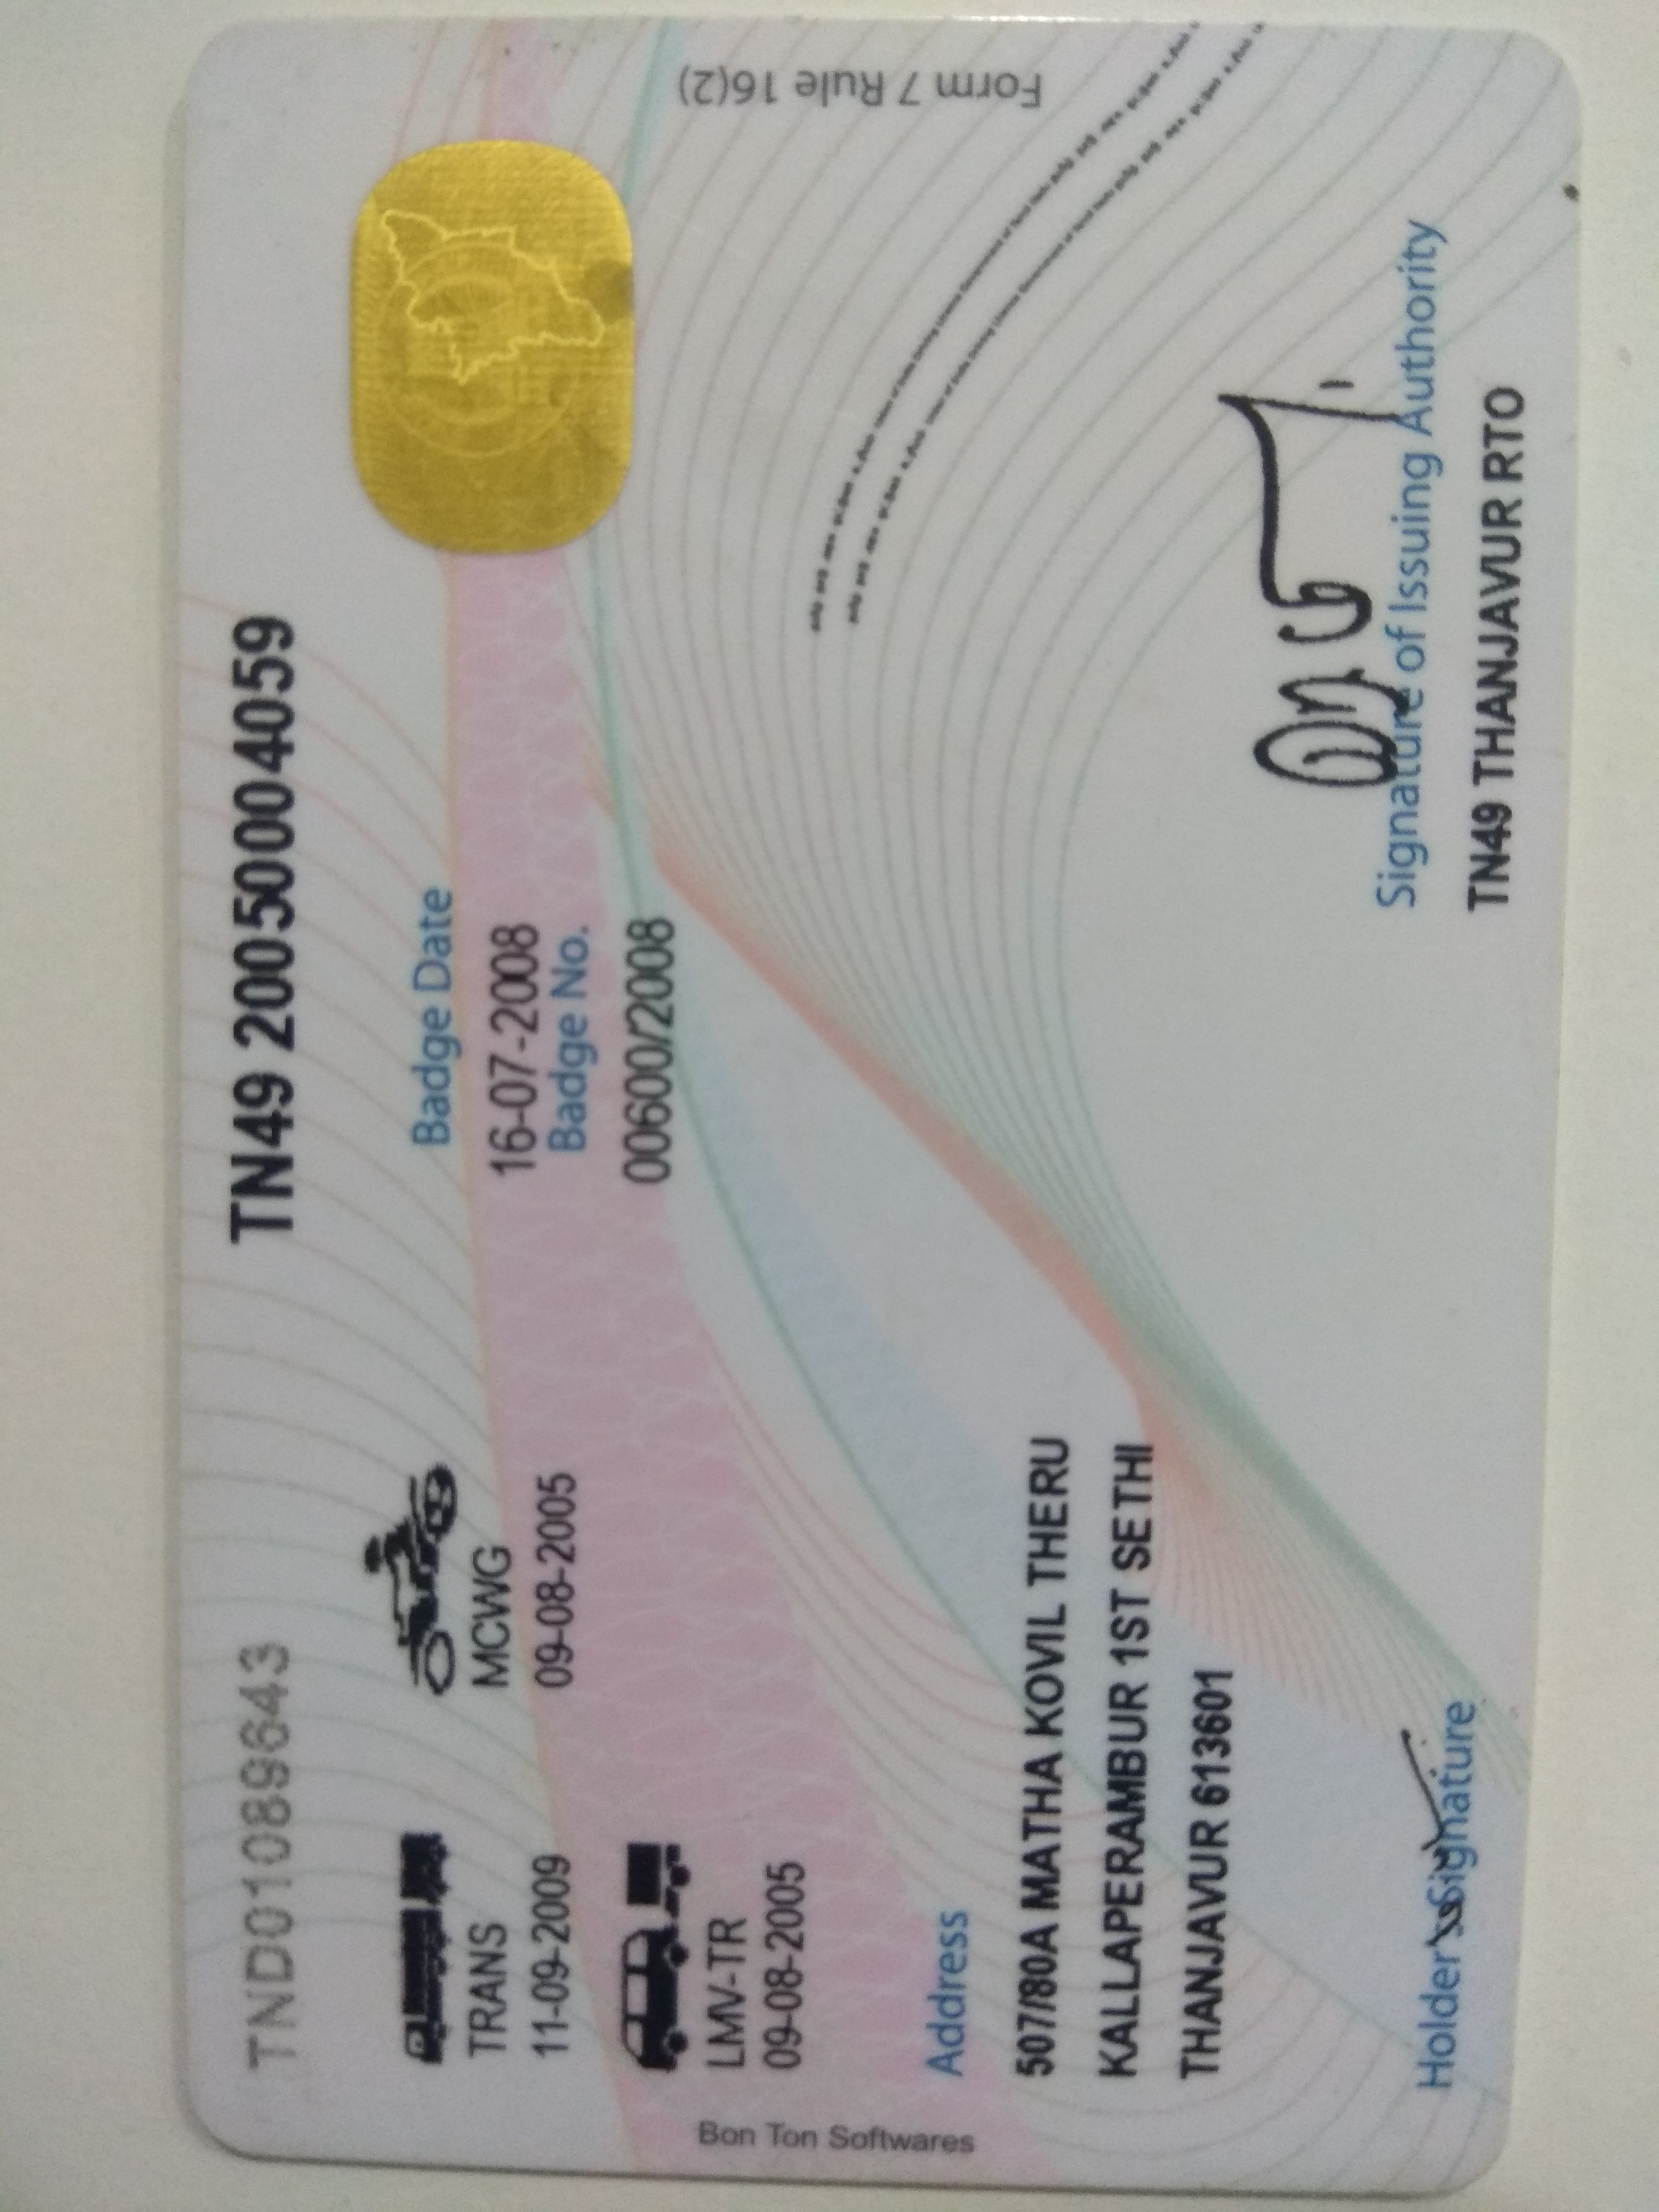 TND01089643
TN49 20050004059
Form 7 Rule 16(2)
TRANS
11-09-2009
MCWG
09-08-2005
Badge Date
16-07-2008
Badge No.
00600/2008
LMV-TR
09-08-2005
Address
507/80A MATHA KOVIL THERU
KALLAPERAMBUR 1ST SETHI
THANJAVUR 613601
Holder's Signature
Signature of Issuing Authority
TN49 THANJAVUR RTO
Bon Ton Softwares